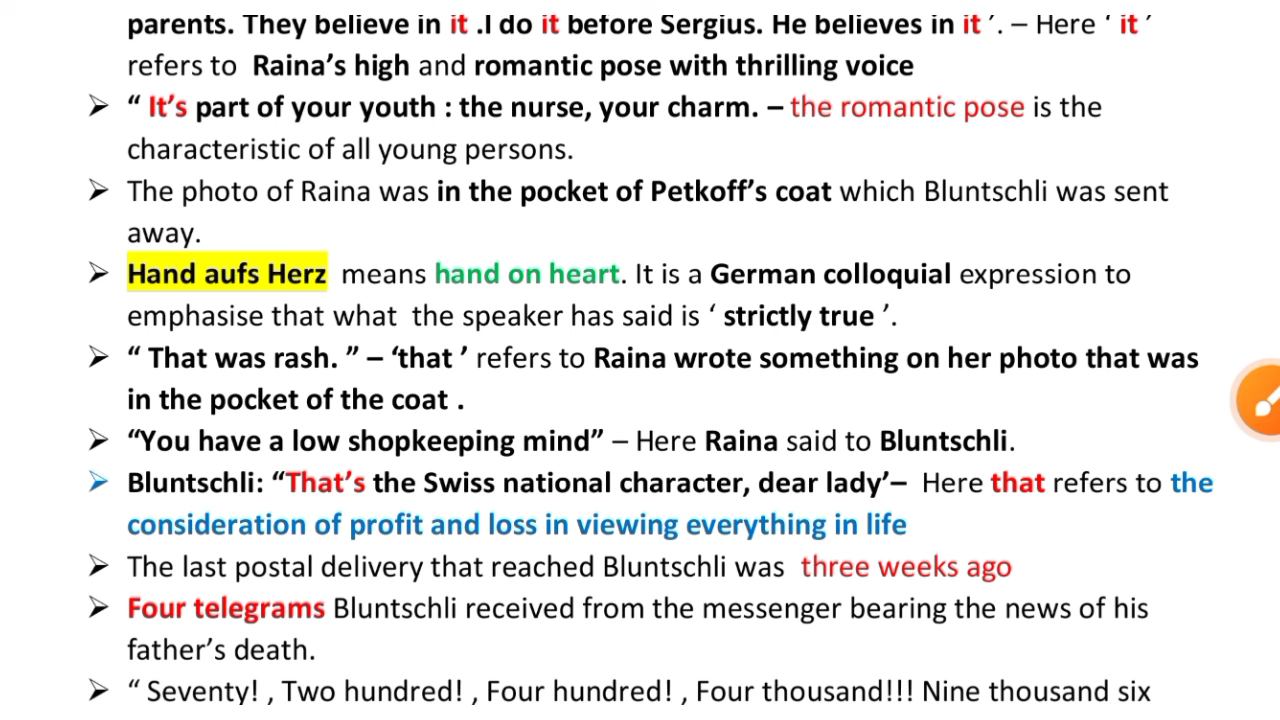 parents. They believe in it .I do it before Sergius. He believes in it ’. – Here ‘ it ’
refers to Raina’s high and romantic pose with thrilling voice
➢ “ It’s part of your youth : the nurse, your charm. – the romantic pose is the
characteristic of all young persons.
➢ The photo of Raina was in the pocket of Petkoff’s coat which Bluntschli was sent
away.
➢ Hand aufs Herz means hand on heart. It is a German colloquial expression to
emphasise that what the speaker has said is ‘ strictly true ’.
➢ “ That was rash. ” – ‘that ’ refers to Raina wrote something on her photo that was
in the pocket of the coat .
➢ “You have a low shopkeeping mind” – Here Raina said to Bluntschli.
➢ Bluntschli: “That’s the Swiss national character, dear lady’– Here that refers to the
consideration of profit and loss in viewing everything in life
➢ The last postal delivery that reached Bluntschli was three weeks ago
➢ Four telegrams Bluntschli received from the messenger bearing the news of his
father’s death.
➢ “ Seventy! , Two hundred! , Four hundred! , Four thousand!!! Nine thousand six